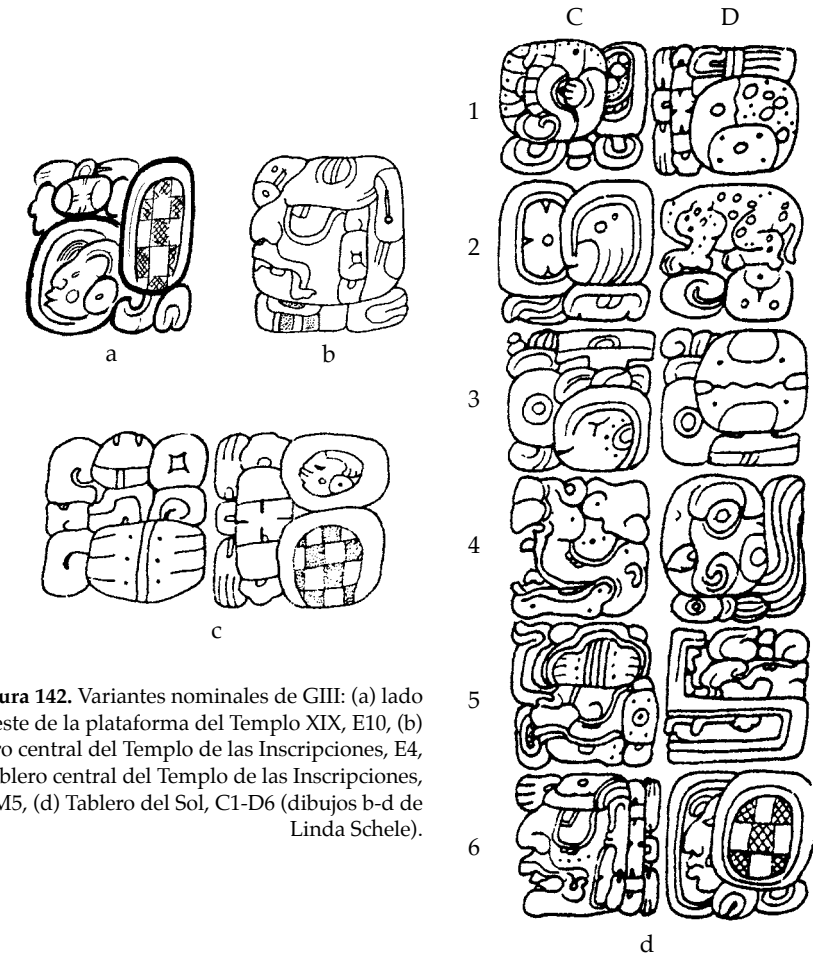 C D
1
2
3
4
5
6
a b
c
d
ura 142. Variantes nominales de GIII: (a) lado
este de la plataforma del Templo XIX, E10, (b)
ro central del Templo de las Inscripciones, E4,
ablero central del Templo de las Inscripciones,
M5, (d) Tablero del Sol, C1-D6 (dibujos b-d de
Linda Schele).